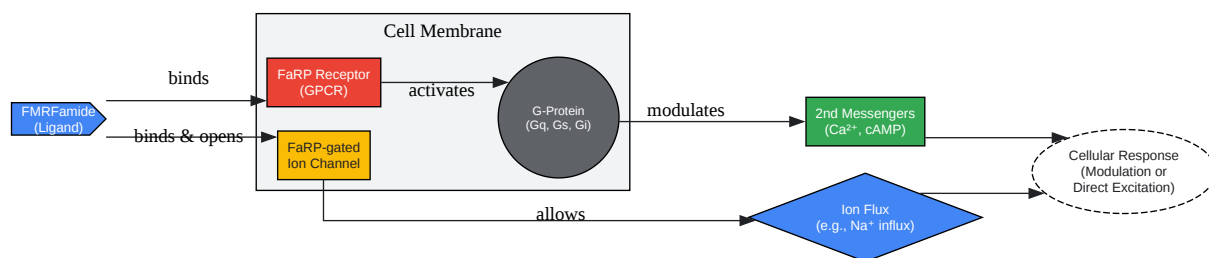 Cell Membrane
FMRFamide
(Ligand)
binds
binds & opens
FaRP Receptor
(GPCR)
activates
FaRP-gated
Ion Channel
G-Protein
(Gq, Gs, Gi)
modulates
allows
2nd Messengers
(Ca²⁺, cAMP)
Ion Flux
(e.g., Na⁺ influx)
Cellular Response
(Modulation or
Direct Excitation)